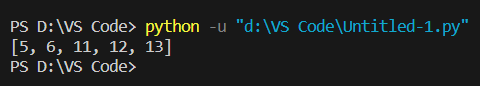 PS D:\VS Code> python -u "d:\VS Code\Untitled-1.py"
[5, 6, 11, 12, 13]
PS D:\VS Code>